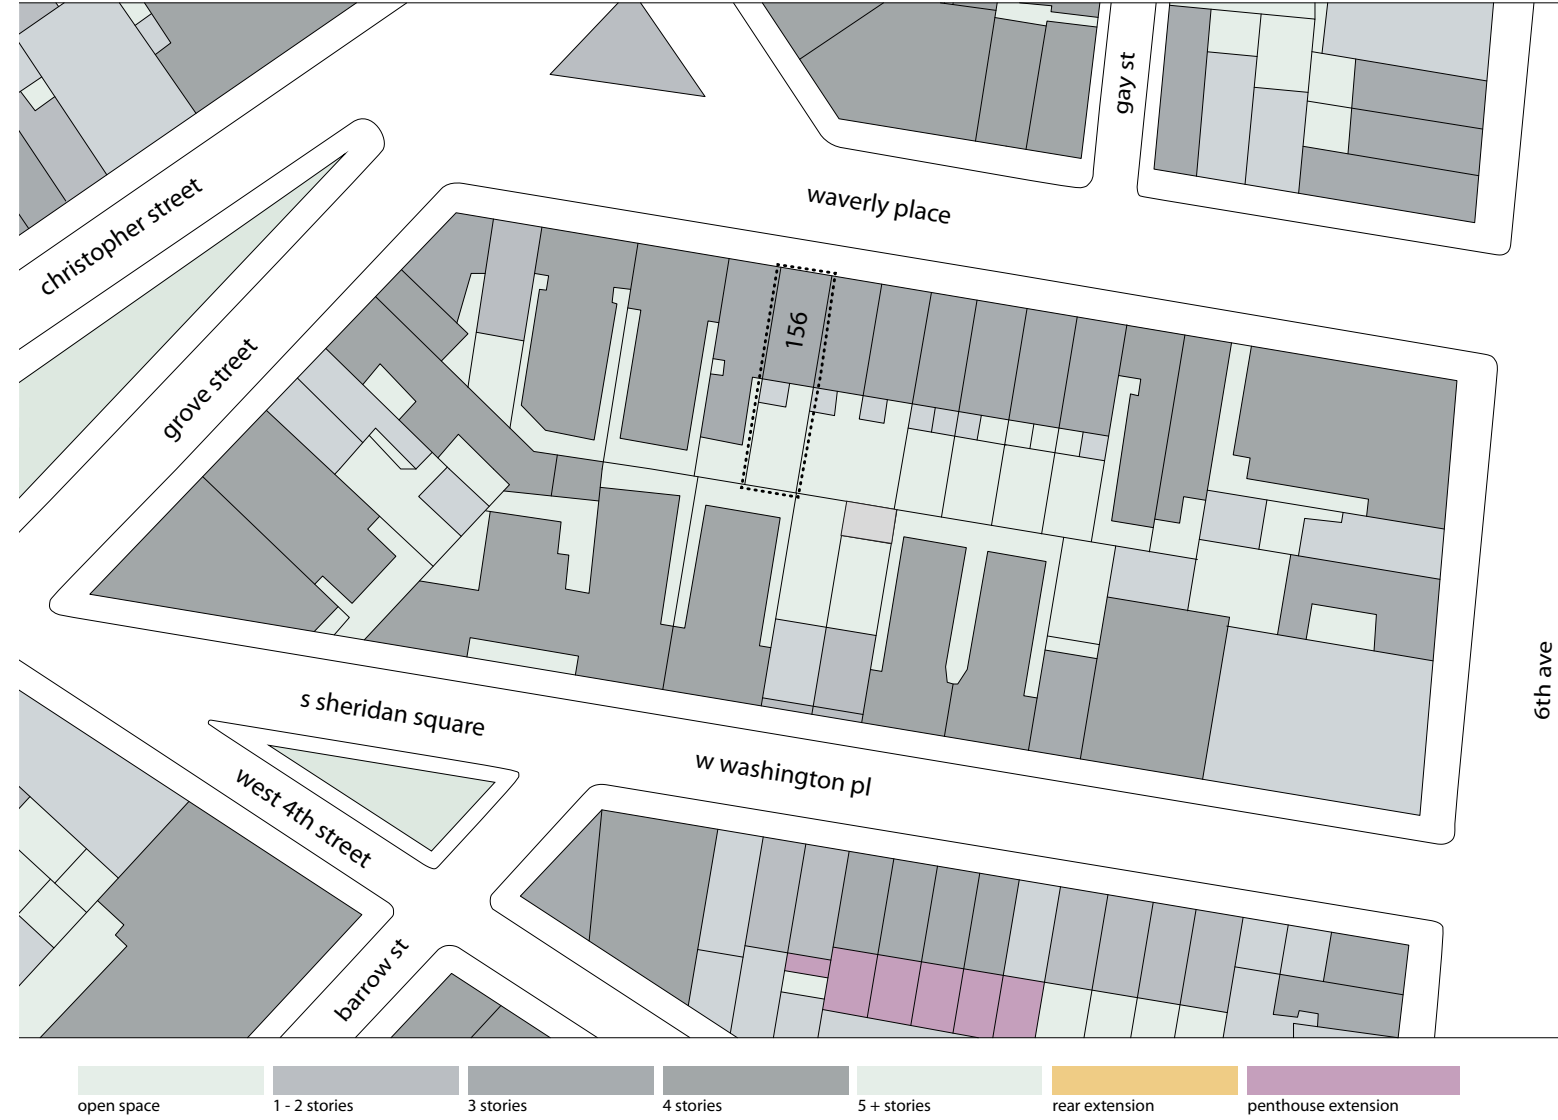 gay st
waverly place
christopher street
156
grove street
6th ave
s sheridan square
w washington pl
west 4th street
barrow st
open space
1 - 2 stories
3 stories
4 stories
5 + stories
rear extension
penthouse extension